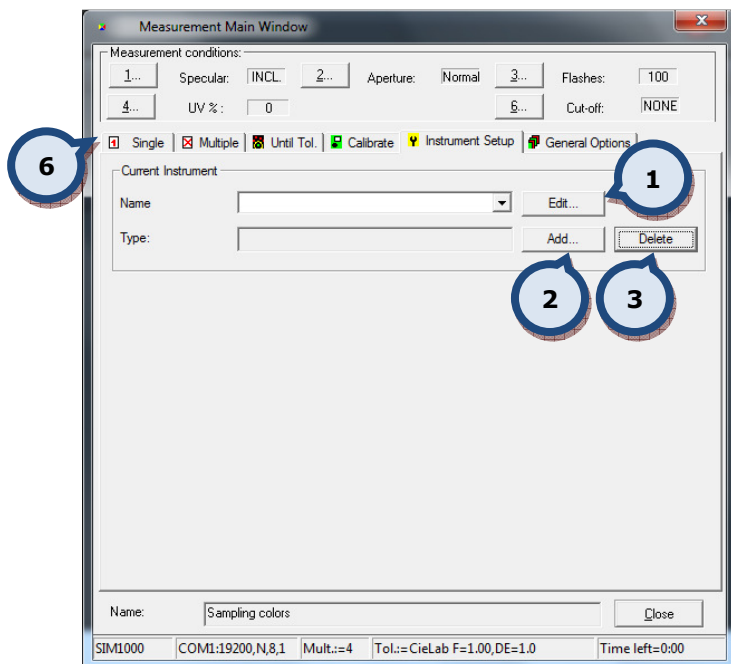 Measurement Main Window
Measurement conditions:
1... Specular: INCL. 2... Aperture: Normal 3... Flashes: 100
4... UV % : 0 6... Cut-off: NONE
1 Single Multiple Until Tol. Calibrate Instrument Setup General Options
6
Current Instrument
1
Name Edit...
Type: Add... Delete
2 3
Name: Sampling colors Close
SIM1000 COM1:19200,N,8,1 Mult.:=4 Tol.:= CieLab F=1.00,DE=1.0 Time left=0:00